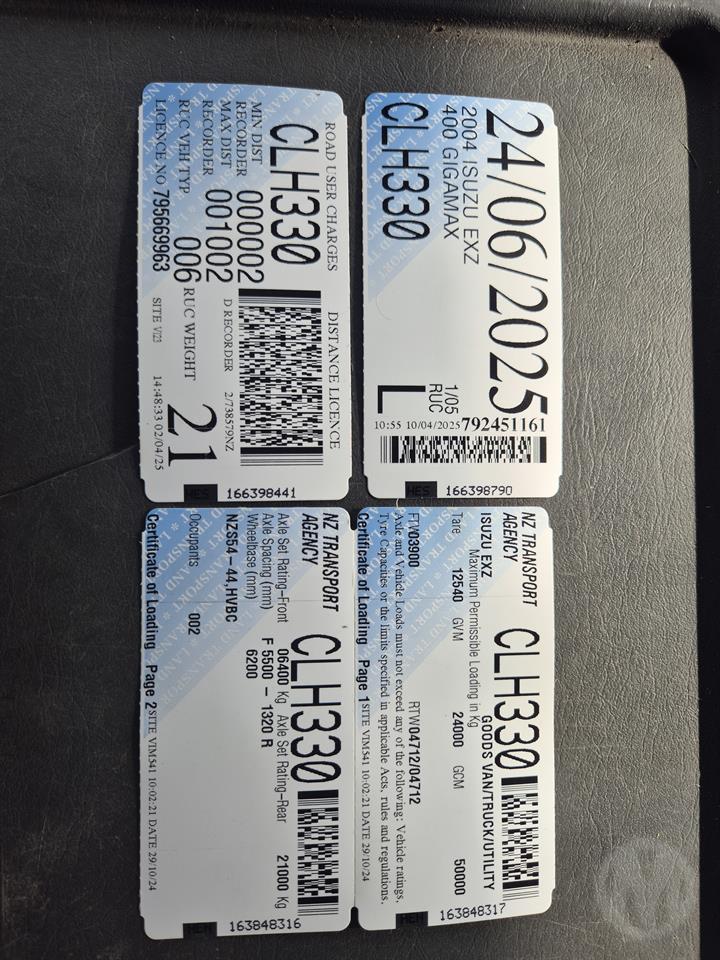 24/06/2025
2004 ISUZU EXZ
400 GIGAMAX
CLH330
1/05
RUC
L
10:55 10/04/2025 792451161
HES 166398790
ROAD USER CHARGES DISTANCE LICENCE
CLH330
MIN DIST
RECORDER 000002 D RECORDER 2/738579NZ
MAX DIST
RECORDER 001002
RUC VEH TYP 006 RUC WEIGHT 21
LICENCE NO 795669963 SITE V123 14:48:33 02/04/25
HES 166398441
NZ TRANSPORT
AGENCY CLH330
ISUZU EXZ GOODS VAN/TRUCK/UTILITY
Maximum Permissible Loading in Kg
Tare 12540 GVM 24000 GCM 50000
FTW03900 RTW04712/04712
Axle and Vehicle Loads must not exceed any of the following: Vehicle ratings,
Tyre Capacities or the limits specified in applicable Acts, rules and regulations.
Certificate of Loading Page 1 SITE VIM541 10:02:21 DATE 29/10/24
HEM 163848317
NZ TRANSPORT
AGENCY CLH330
Axle Set Rating-Front 06400 Kg Axle Set Rating-Rear 21000 Kg
Axle Spacing (mm) F 5500 - 1320 R
Wheelbase (mm) 6200
NZS54-44,HVBC
Occupants 002
Certificate of Loading Page 2 SITE VIM541 10:02:21 DATE 29/10/24
HEM 163848316